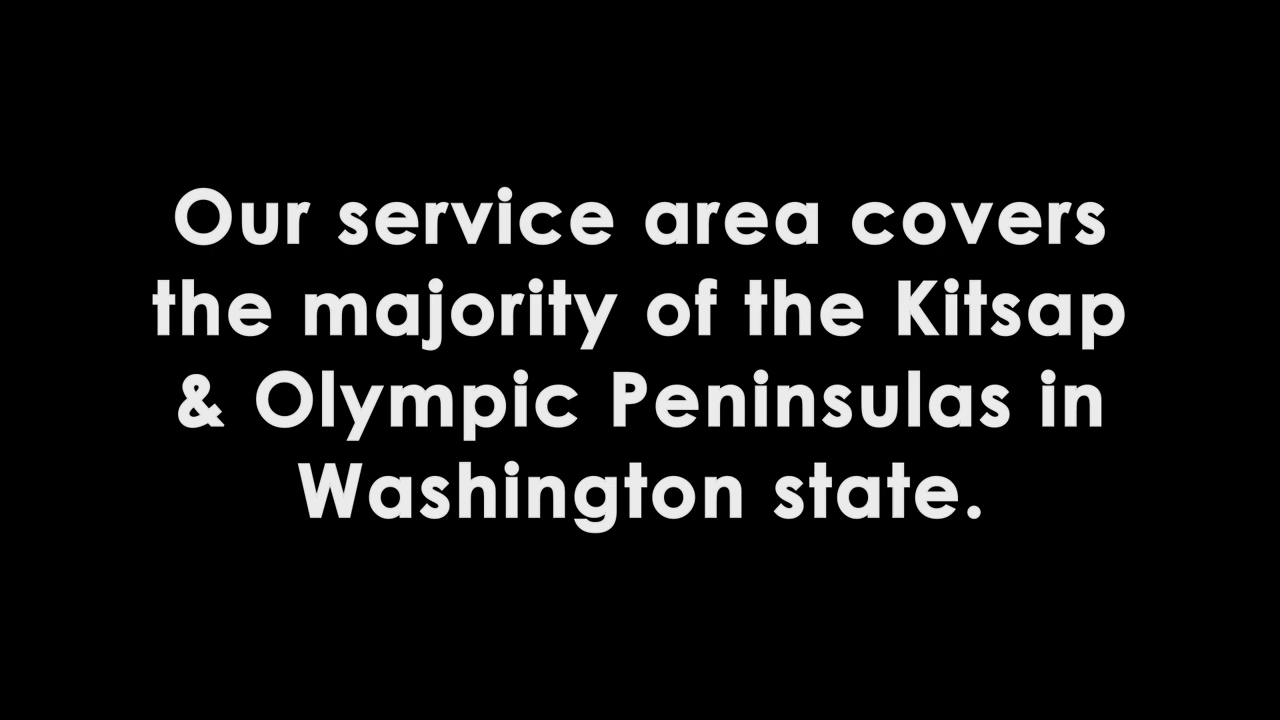 Our service area covers
the majority of the Kitsap
& Olympic Peninsulas in
Washington state.